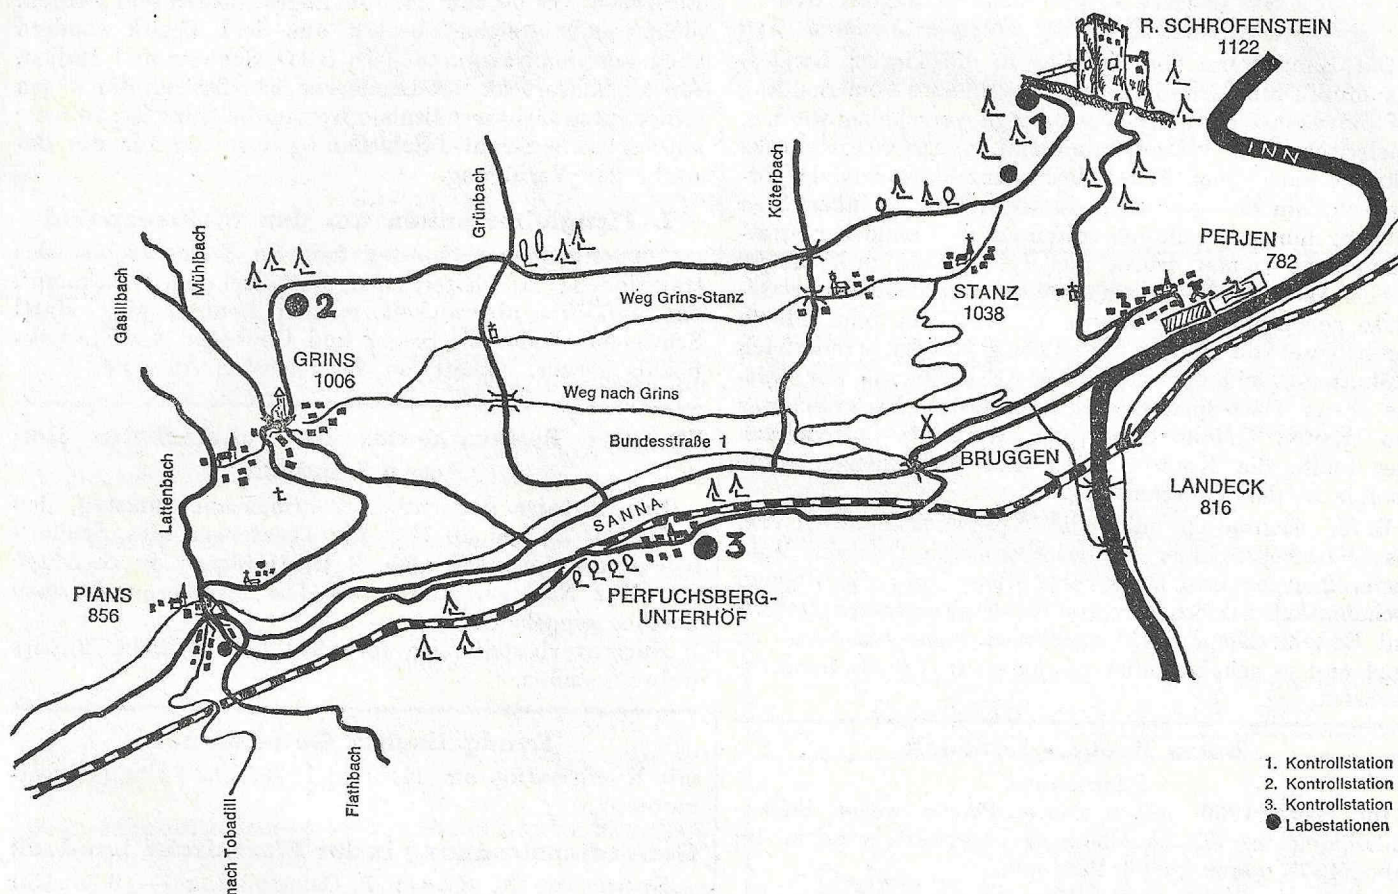 R. SCHROFENSTEIN
1122
1
INN
Köterbach
Grünbach
PERJEN
782
Mühlbach
Gasillbach
2
Weg Grins-Stanz
STANZ
1038
GRINS
1006
Weg nach Grins
Bundesstraße 1
BRUGGEN
Lattenbach
LANDECK
816
SANNA
3
PIANS
856
PERFUCHSBERG-
UNTERHÖF
Flathbach
nach Tobadill
1. Kontrollstation
2. Kontrollstation
3. Kontrollstation
Labestationen